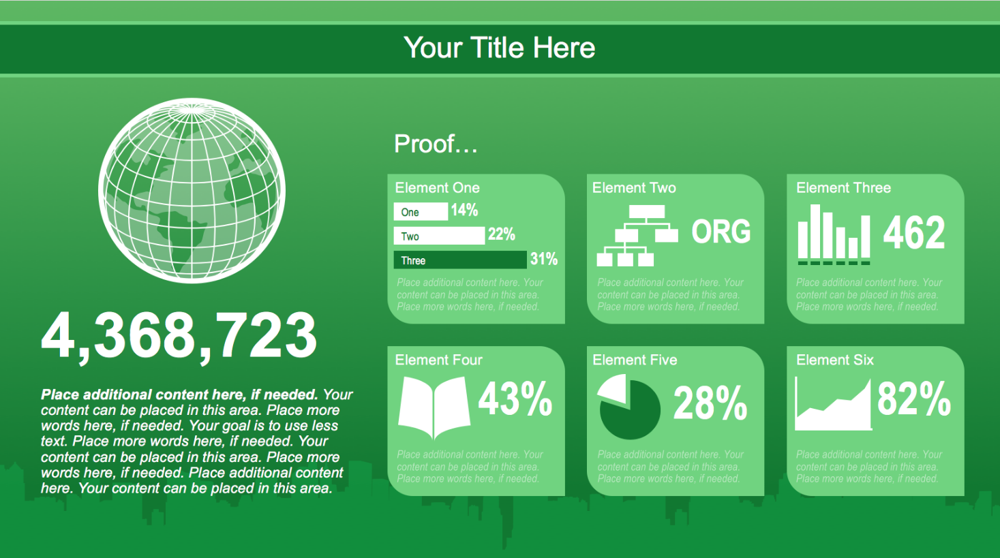 Your Title Here
4,368,723
Place additional content here, if needed. Your
content can be placed in this area. Place more
words here, if needed. Your goal is to use less
text. Place more words here, if needed. Your
content can be placed in this area. Place more
words here, if needed. Place additional content
here. Your content can be placed in this area.
Proof...
Element One
One 14%
Two 22%
Three 31%
Place additional content here. Your
content can be placed in this area.
Place more words here, if needed.
Element Two
ORG
Place additional content here. Your
content can be placed in this area.
Place more words here, if needed.
Element Three
462
Place additional content here. Your
content can be placed in this area.
Place more words here, if needed.
Element Four
43%
Place additional content here. Your
content can be placed in this area.
Place more words here, if needed.
Element Five
28%
Place additional content here. Your
content can be placed in this area.
Place more words here, if needed.
Element Six
82%
Place additional content here. Your
content can be placed in this area.
Place more words here, if needed.